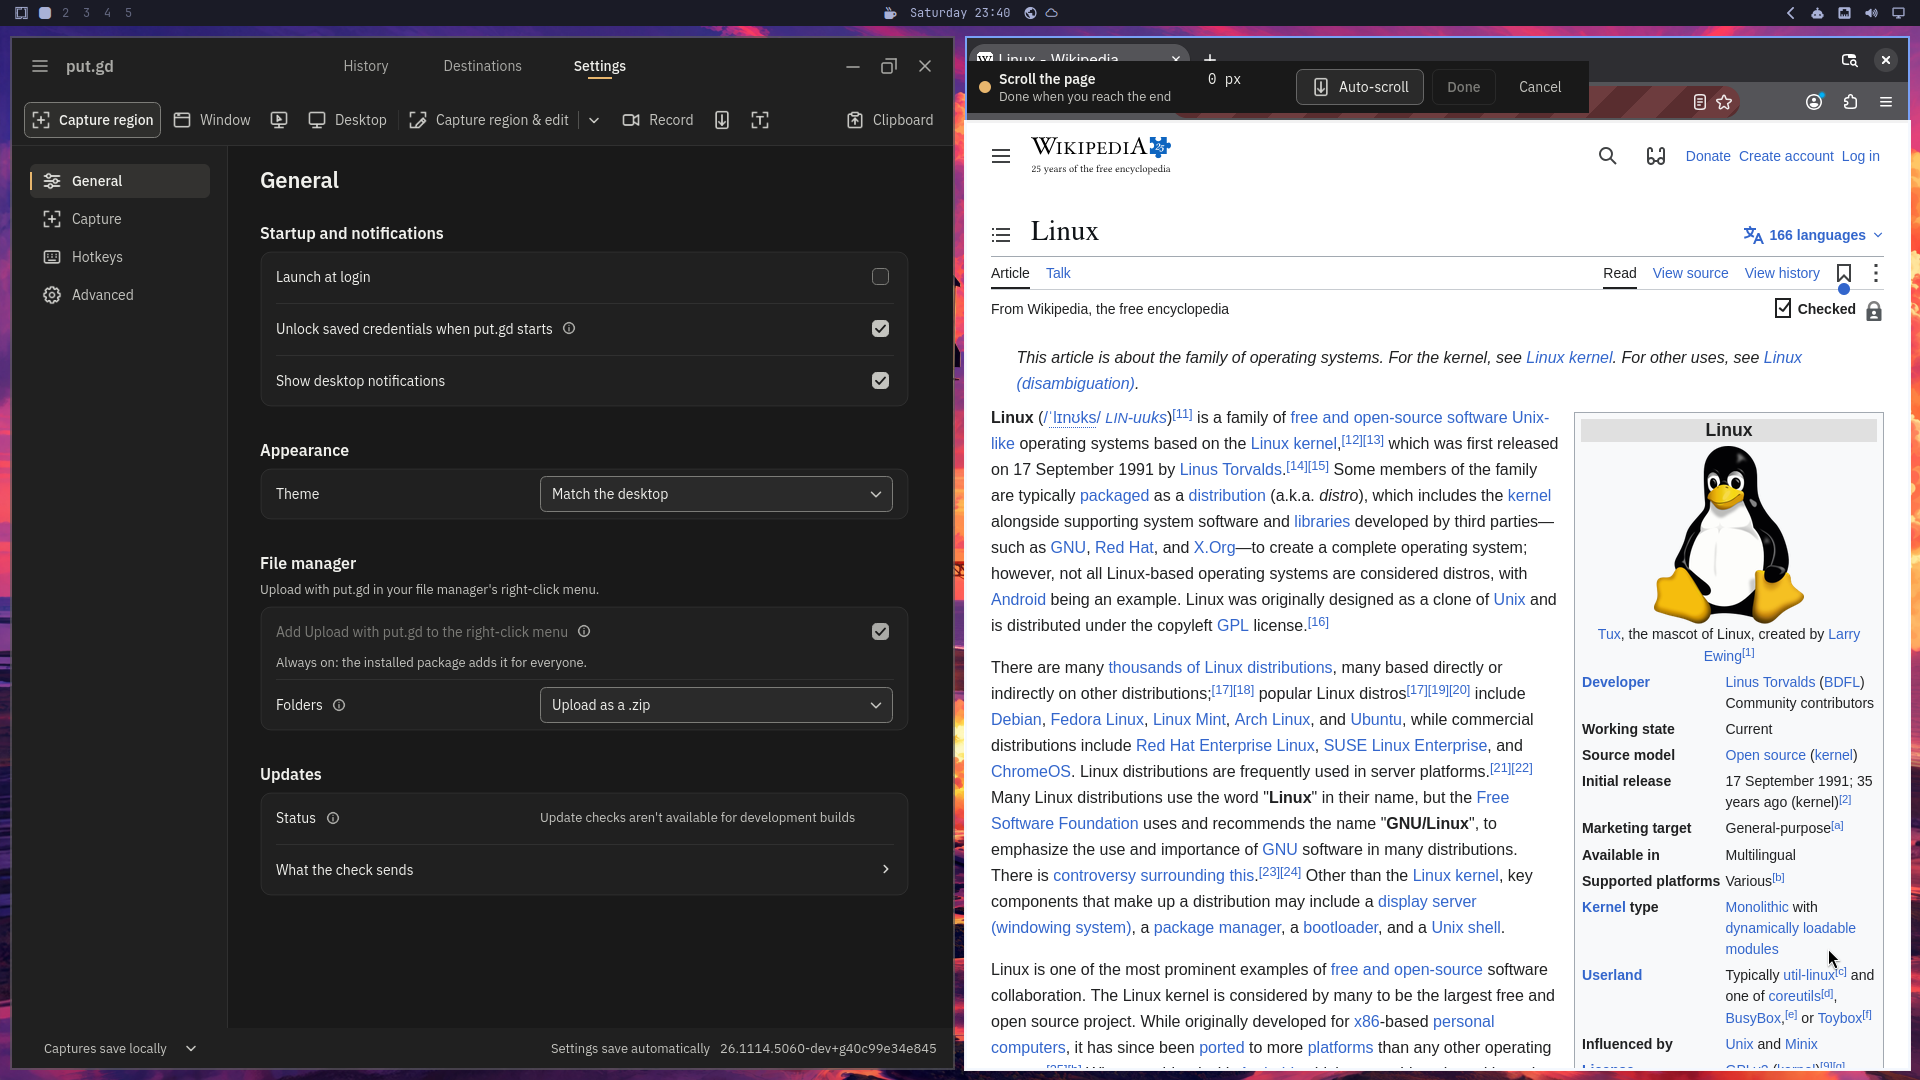 2 3 4 5
Saturday 23:40
put.gd
History
Destinations
Settings
Capture region
Window
Desktop
Capture region & edit
Record
Clipboard
General
Capture
Hotkeys
Advanced
General
Startup and notifications
Launch at login
Unlock saved credentials when put.gd starts
Show desktop notifications
Appearance
Theme
Match the desktop
File manager
Upload with put.gd in your file manager's right-click menu.
Add Upload with put.gd to the right-click menu
Always on: the installed package adds it for everyone.
Folders
Upload as a .zip
Updates
Status
Update checks aren't available for development builds
What the check sends
Captures save locally
Settings save automatically
26.1114.5060-dev+g40c99e34e845
Linux - Wikipedia
Scroll the page
Done when you reach the end
0 px
Auto-scroll
Done
Cancel
WIKIPEDIA 25
25 years of the free encyclopedia
Donate
Create account
Log in
Linux
166 languages
Article
Talk
Read
View source
View history
From Wikipedia, the free encyclopedia
Checked
This article is about the family of operating systems. For the kernel, see Linux kernel. For other uses, see Linux
(disambiguation).
Linux (/ˈlɪnʊks/ LIN-uuks)[11] is a family of free and open-source software Unix-
like operating systems based on the Linux kernel,[12][13] which was first released
on 17 September 1991 by Linus Torvalds.[14][15] Some members of the family
are typically packaged as a distribution (a.k.a. distro), which includes the kernel
alongside supporting system software and libraries developed by third parties—
such as GNU, Red Hat, and X.Org—to create a complete operating system;
however, not all Linux-based operating systems are considered distros, with
Android being an example. Linux was originally designed as a clone of Unix and
is distributed under the copyleft GPL license.[16]
There are many thousands of Linux distributions, many based directly or
indirectly on other distributions;[17][18] popular Linux distros[17][19][20] include
Debian, Fedora Linux, Linux Mint, Arch Linux, and Ubuntu, while commercial
distributions include Red Hat Enterprise Linux, SUSE Linux Enterprise, and
ChromeOS. Linux distributions are frequently used in server platforms.[21][22]
Many Linux distributions use the word "Linux" in their name, but the Free
Software Foundation uses and recommends the name "GNU/Linux", to
emphasize the use and importance of GNU software in many distributions.
There is controversy surrounding this.[23][24] Other than the Linux kernel, key
components that make up a distribution may include a display server
(windowing system), a package manager, a bootloader, and a Unix shell.
Linux is one of the most prominent examples of free and open-source software
collaboration. The Linux kernel is considered by many to be the largest free and
open source project. While originally developed for x86-based personal
computers, it has since been ported to more platforms than any other operating
Linux
Tux, the mascot of Linux, created by Larry
Ewing[1]
Developer
Linus Torvalds (BDFL)
Community contributors
Working state
Current
Source model
Open source (kernel)
Initial release
17 September 1991; 35
years ago (kernel)[2]
Marketing target
General-purpose[a]
Available in
Multilingual
Supported platforms
Various[b]
Kernel type
Monolithic with
dynamically loadable
modules
Userland
Typically util-linux[c] and
one of coreutils[d],
BusyBox,[e] or Toybox[f]
Influenced by
Unix and Minix